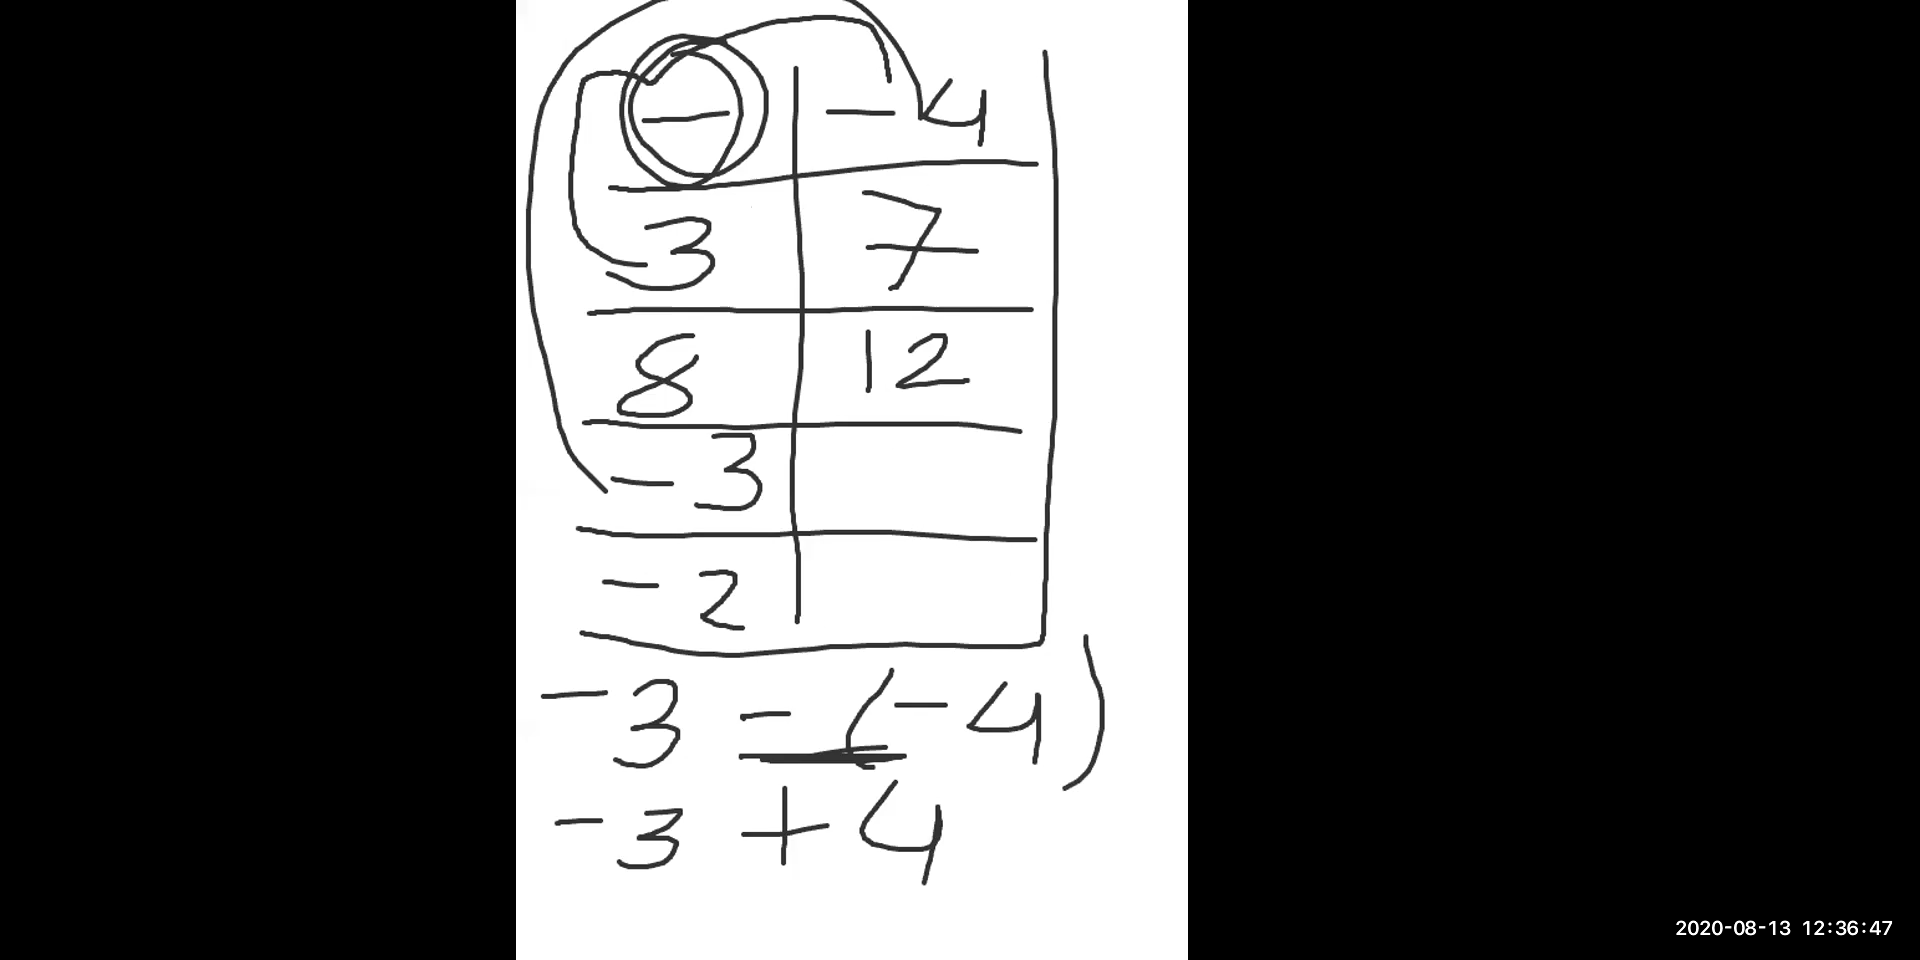 − − 4
3 7
8 12
− 3
− 2
− 3 − (− 4)
− 3 + 4
2020-08-13 12:36:47